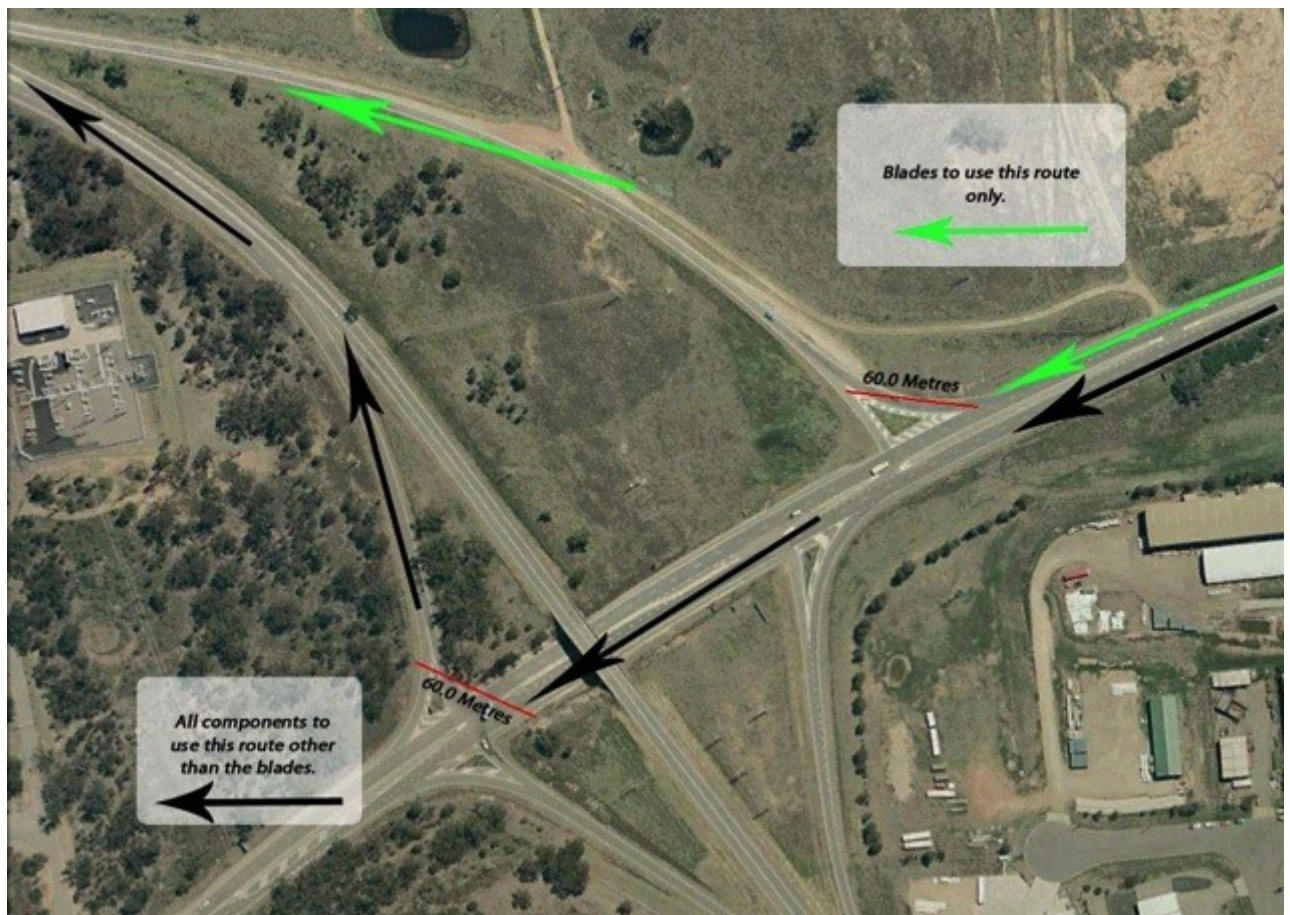 Blades to use this route
only.
60.0 Metres
60.0 Metres
All components to
use this route other
than the blades.